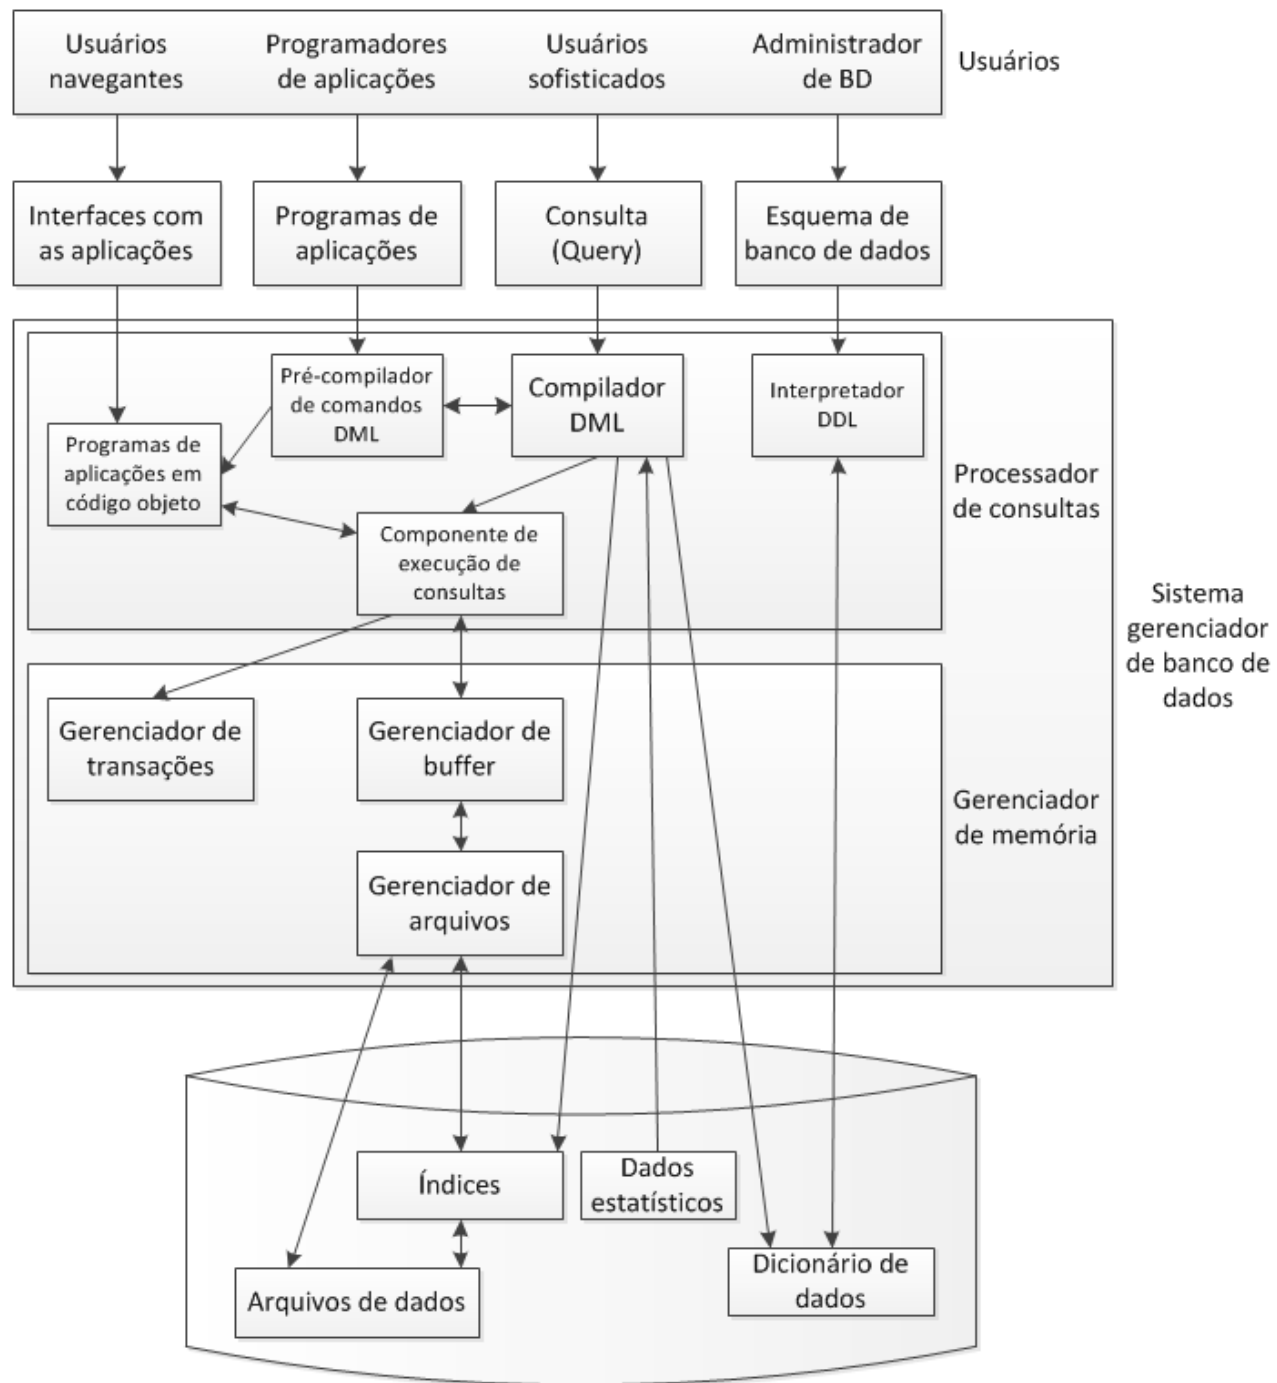 Usuários
navegantes
Programadores
de aplicações
Usuários
sofisticados
Administrador
de BD
Usuários
Interfaces com
as aplicações
Programas de
aplicações
Consulta
(Query)
Esquema de
banco de dados
Pré-compilador
de comandos
DML
Compilador
DML
Interpretador
DDL
Programas de
aplicações em
código objeto
Processador
de consultas
Componente de
execução de
consultas
Sistema
gerenciador
de banco de
dados
Gerenciador de
transações
Gerenciador de
buffer
Gerenciador
de memória
Gerenciador de
arquivos
Índices
Dados
estatísticos
Arquivos de dados
Dicionário de
dados